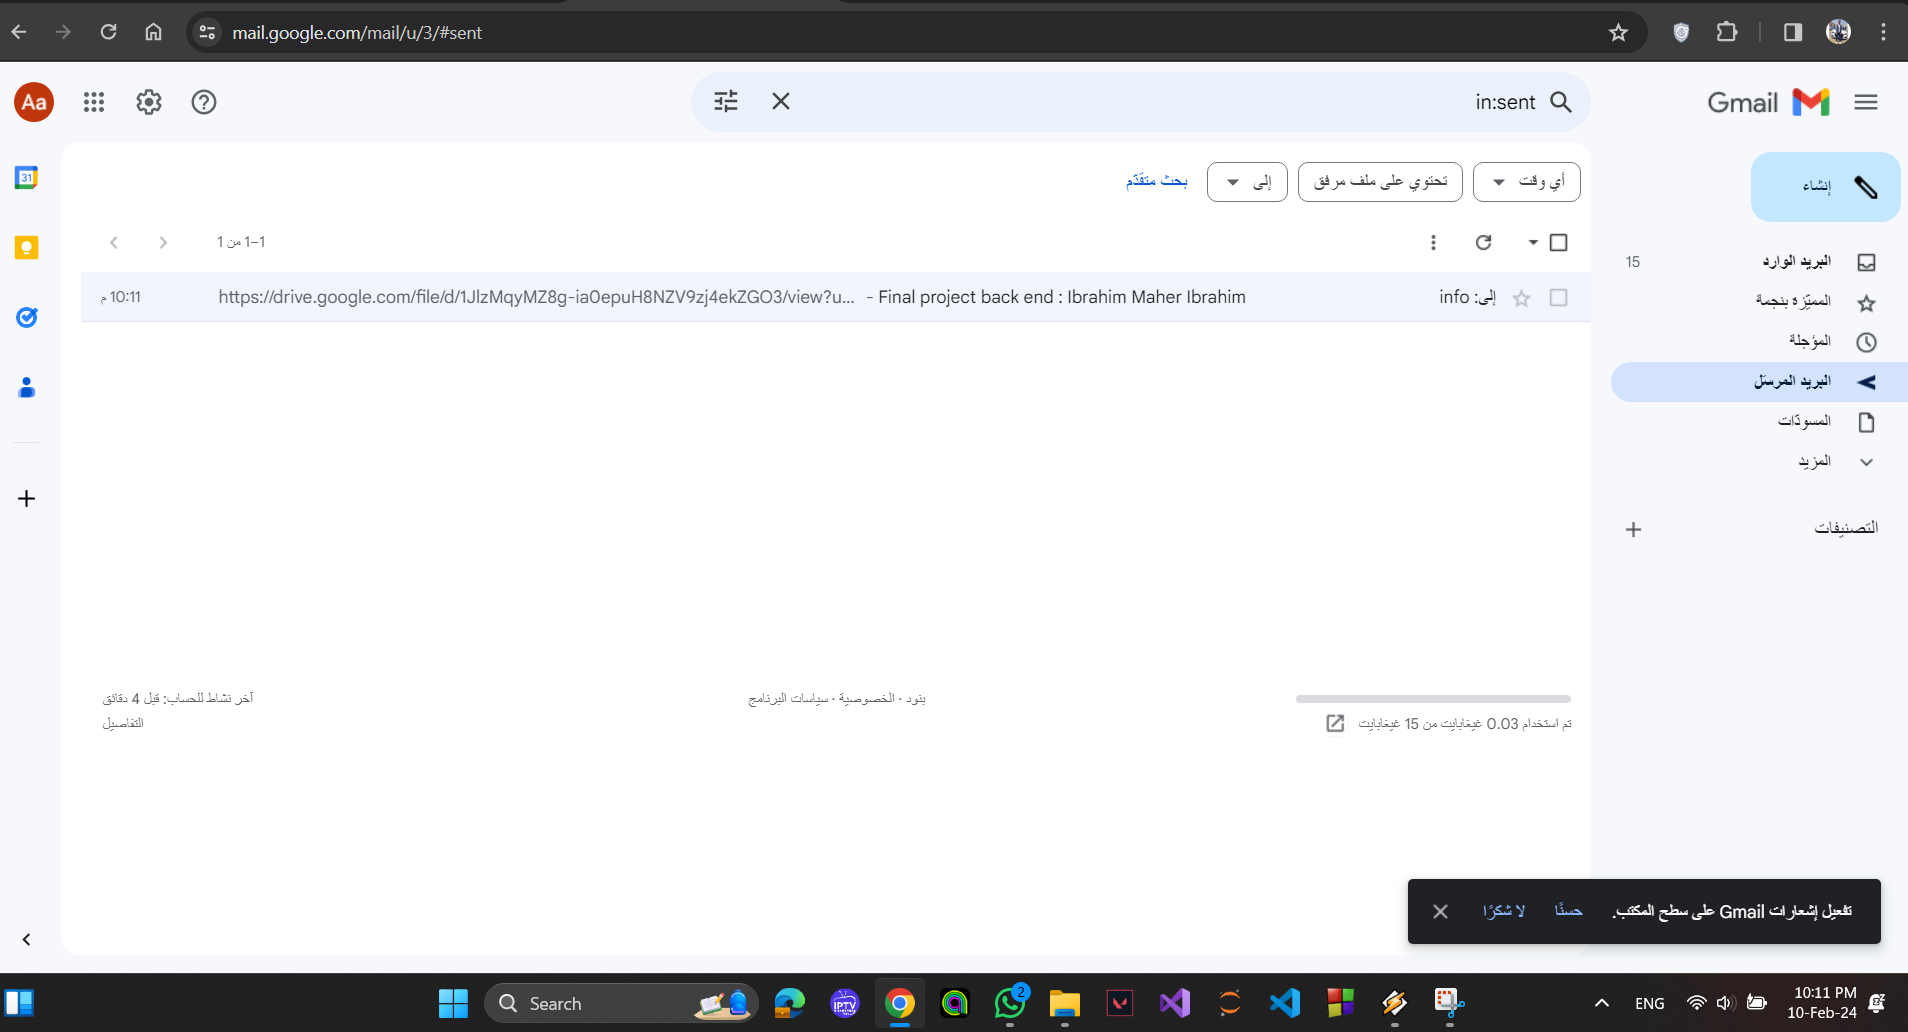 mail.google.com/mail/u/3/#sent
Aa
in:sent
Gmail
31
أي وقت
تحتوي على ملف مرفق
إلى
بحث متقدّم
إنشاء
1–1 من 1
البريد الوارد
15
المميّزة بنجمة
المؤجلة
البريد المرسَل
المسودّات
المزيد
التصنيفات
إلى: info
Final project back end : Ibrahim Maher Ibrahim - https://drive.google.com/file/d/1JlzMqyMZ8g-ia0epuH8NZV9zj4ekZGO3/view?u...
10:11 م
تم استخدام 0.03 غيغابايت من 15 غيغابايت
بنود · الخصوصية · سياسات البرنامج
آخر نشاط للحساب: قبل 4 دقائق
التفاصيل
تفعيل إشعارات Gmail على سطح المكتب.
حسنًا
لا شكرًا
Search
IPTV
2
ENG
10:11 PM
10-Feb-24